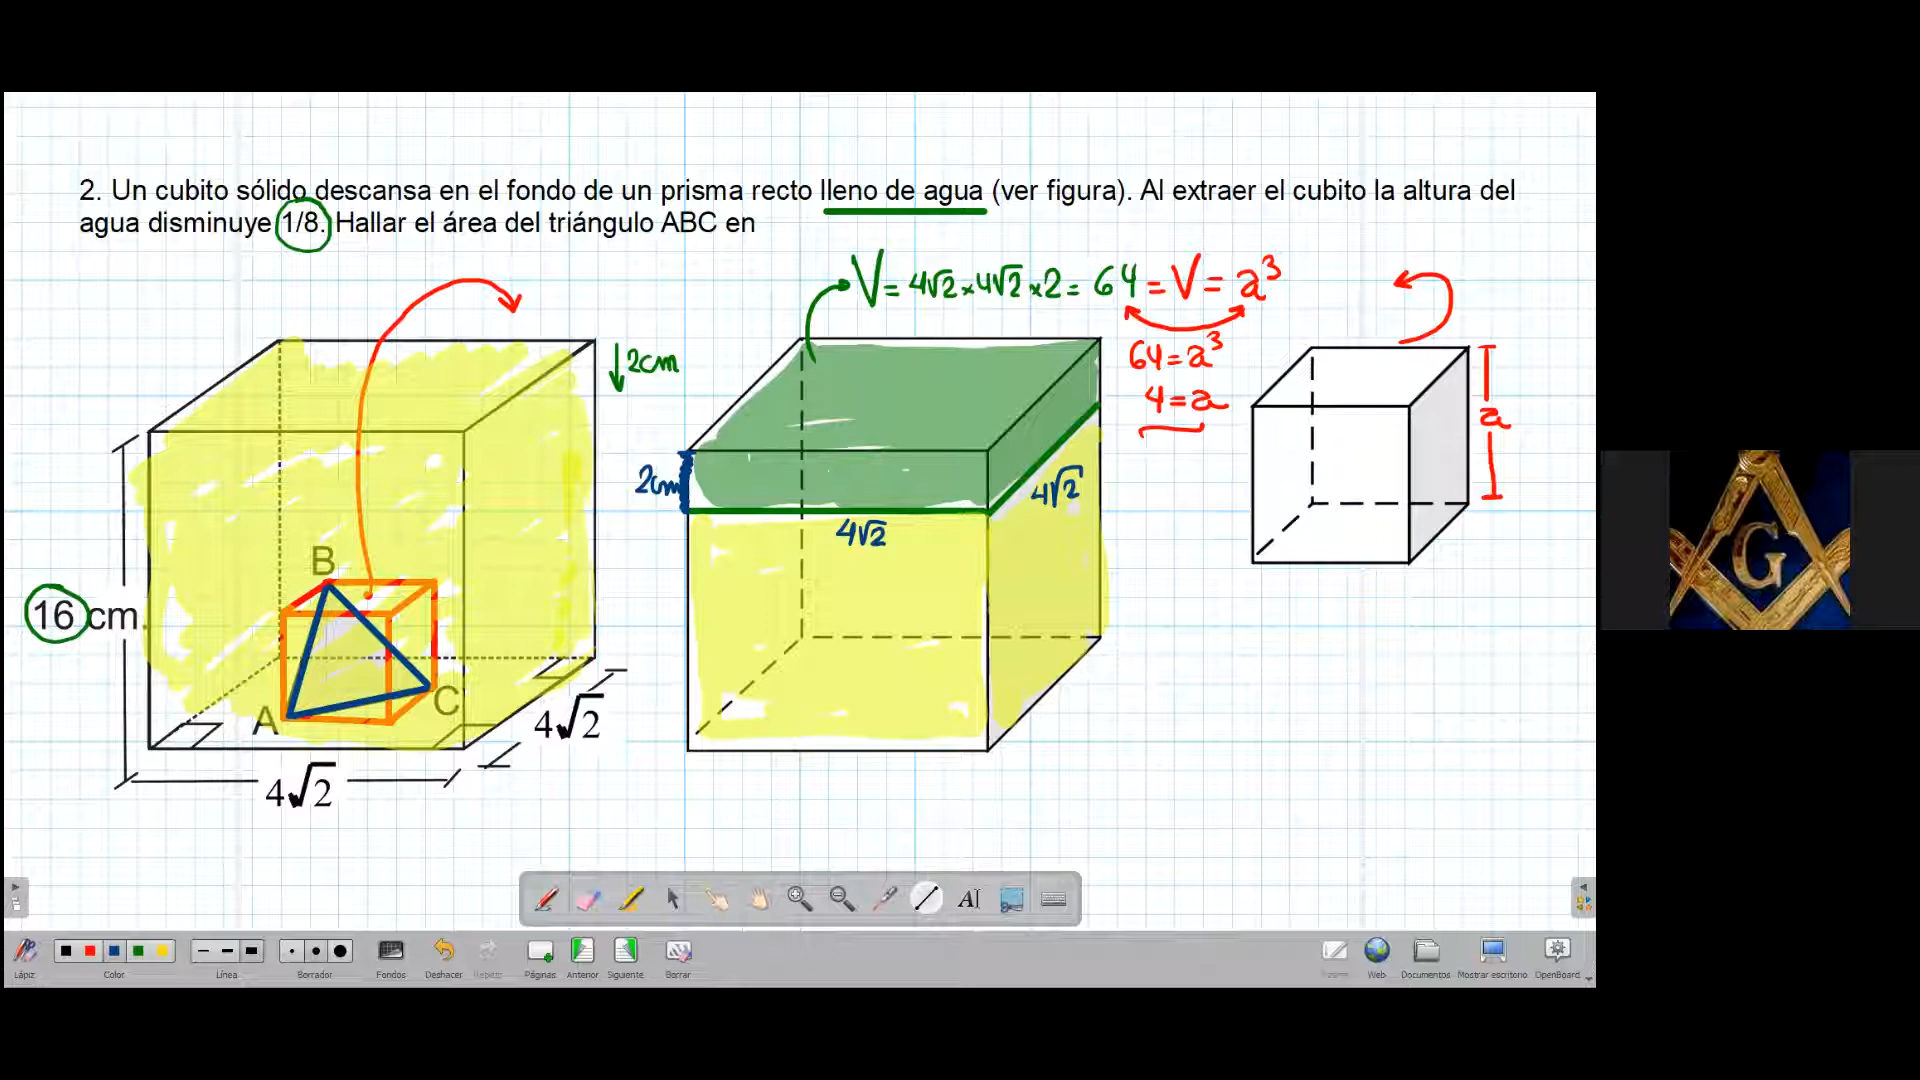 2. Un cubito sólido descansa en el fondo de un prisma recto lleno de agua (ver figura). Al extraer el cubito la altura del
agua disminuye 1/8. Hallar el área del triángulo ABC en
V = 4√2 × 4√2 × 2 = 64 = V = a³
64 = a³
4 = a
2cm
a
2cm
4√2
4√2
B
16 cm.
A
C
4√2
4√2
G
AI
Lápiz
Color
Línea
Borrador
Fondos
Deshacer
Páginas
Anterior
Siguiente
Borrar
Web
Documentos
Mostrar escritorio
OpenBoard